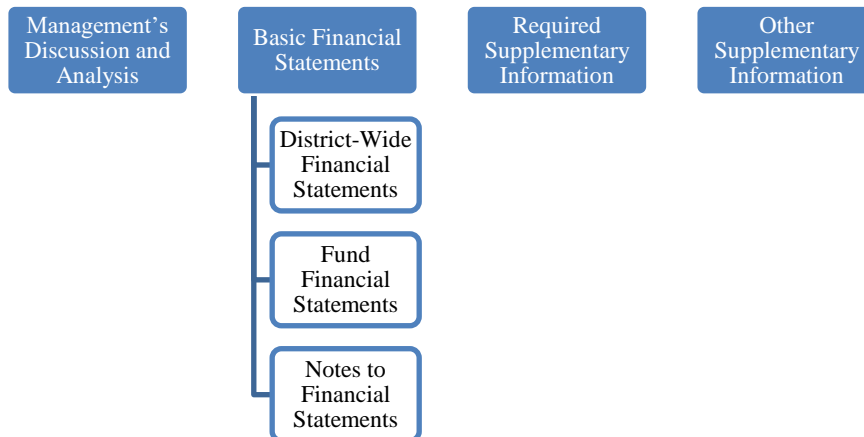 Management’s
Discussion and
Analysis
Basic Financial
Statements
Required
Supplementary
Information
Other
Supplementary
Information
District-Wide
Financial
Statements
Fund
Financial
Statements
Notes to
Financial
Statements